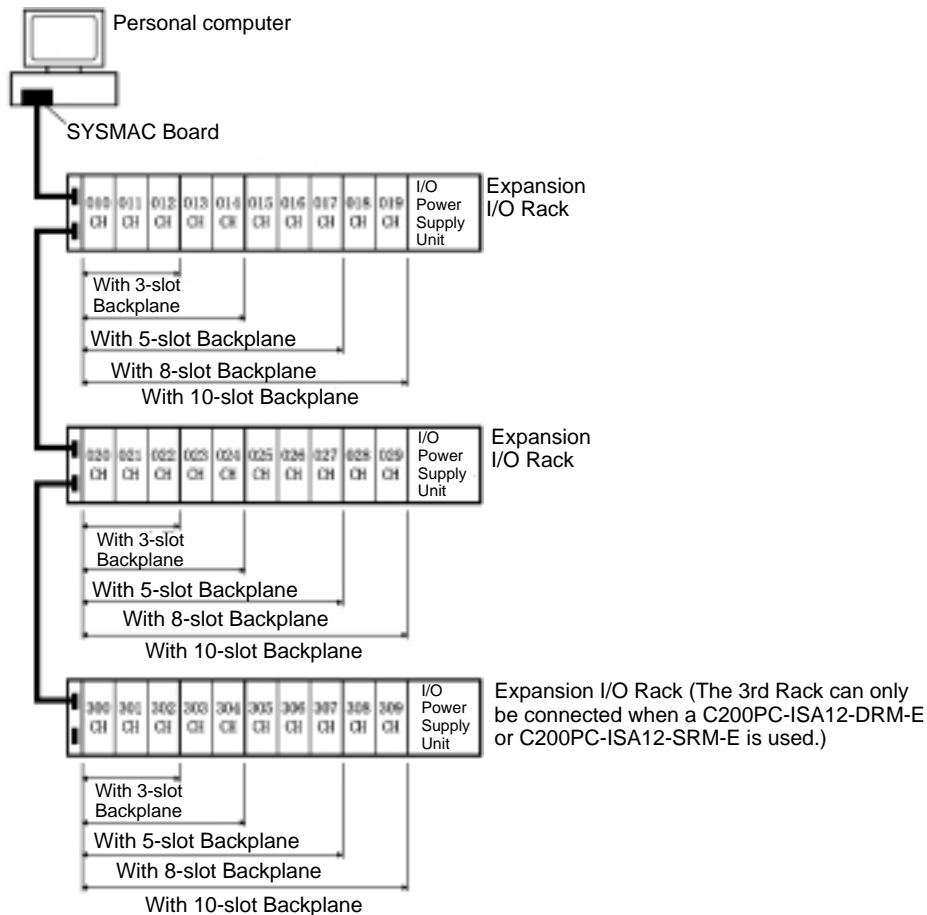 Personal computer
SYSMAC Board
010 011 012 013 014 015 016 017 018 019
CH CH CH CH CH CH CH CH CH CH
I/O
Power
Supply
Unit
Expansion
I/O Rack
With 3-slot
Backplane
With 5-slot Backplane
With 8-slot Backplane
With 10-slot Backplane
020 021 022 023 024 025 026 027 028 029
CH CH CH CH CH CH CH CH CH CH
I/O
Power
Supply
Unit
Expansion
I/O Rack
With 3-slot
Backplane
With 5-slot Backplane
With 8-slot Backplane
With 10-slot Backplane
300 301 302 303 304 305 306 307 308 309
CH CH CH CH CH CH CH CH CH CH
I/O
Power
Supply
Unit
Expansion I/O Rack (The 3rd Rack can only
be connected when a C200PC-ISA12-DRM-E
or C200PC-ISA12-SRM-E is used.)
With 3-slot
Backplane
With 5-slot Backplane
With 8-slot Backplane
With 10-slot Backplane